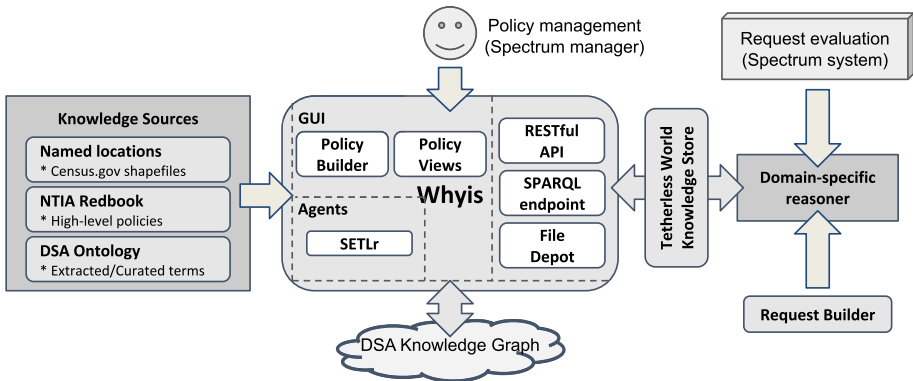 Policy management
(Spectrum manager)
Request evaluation
(Spectrum system)
Knowledge Sources
Named locations
* Census.gov shapefiles
NTIA Redbook
* High-level policies
DSA Ontology
* Extracted/Curated terms
GUI
Policy
Builder
Policy
Views
Whyis
Agents
SETLr
RESTful
API
SPARQL
endpoint
File
Depot
Tetherless World
Knowledge Store
Domain-specific
reasoner
Request Builder
DSA Knowledge Graph